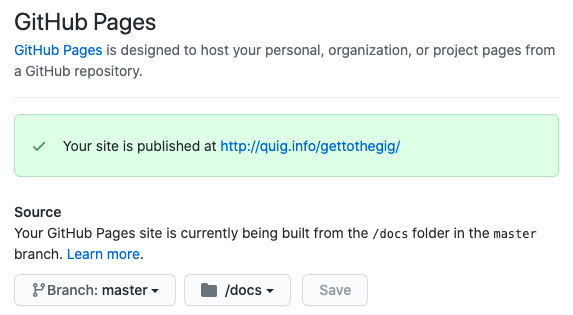 GitHub Pages
GitHub Pages is designed to host your personal, organization, or project pages from
a GitHub repository.
Your site is published at http://quig.info/gettothegig/
Source
Your GitHub Pages site is currently being built from the /docs folder in the master
branch. Learn more.
Branch: master /docs Save